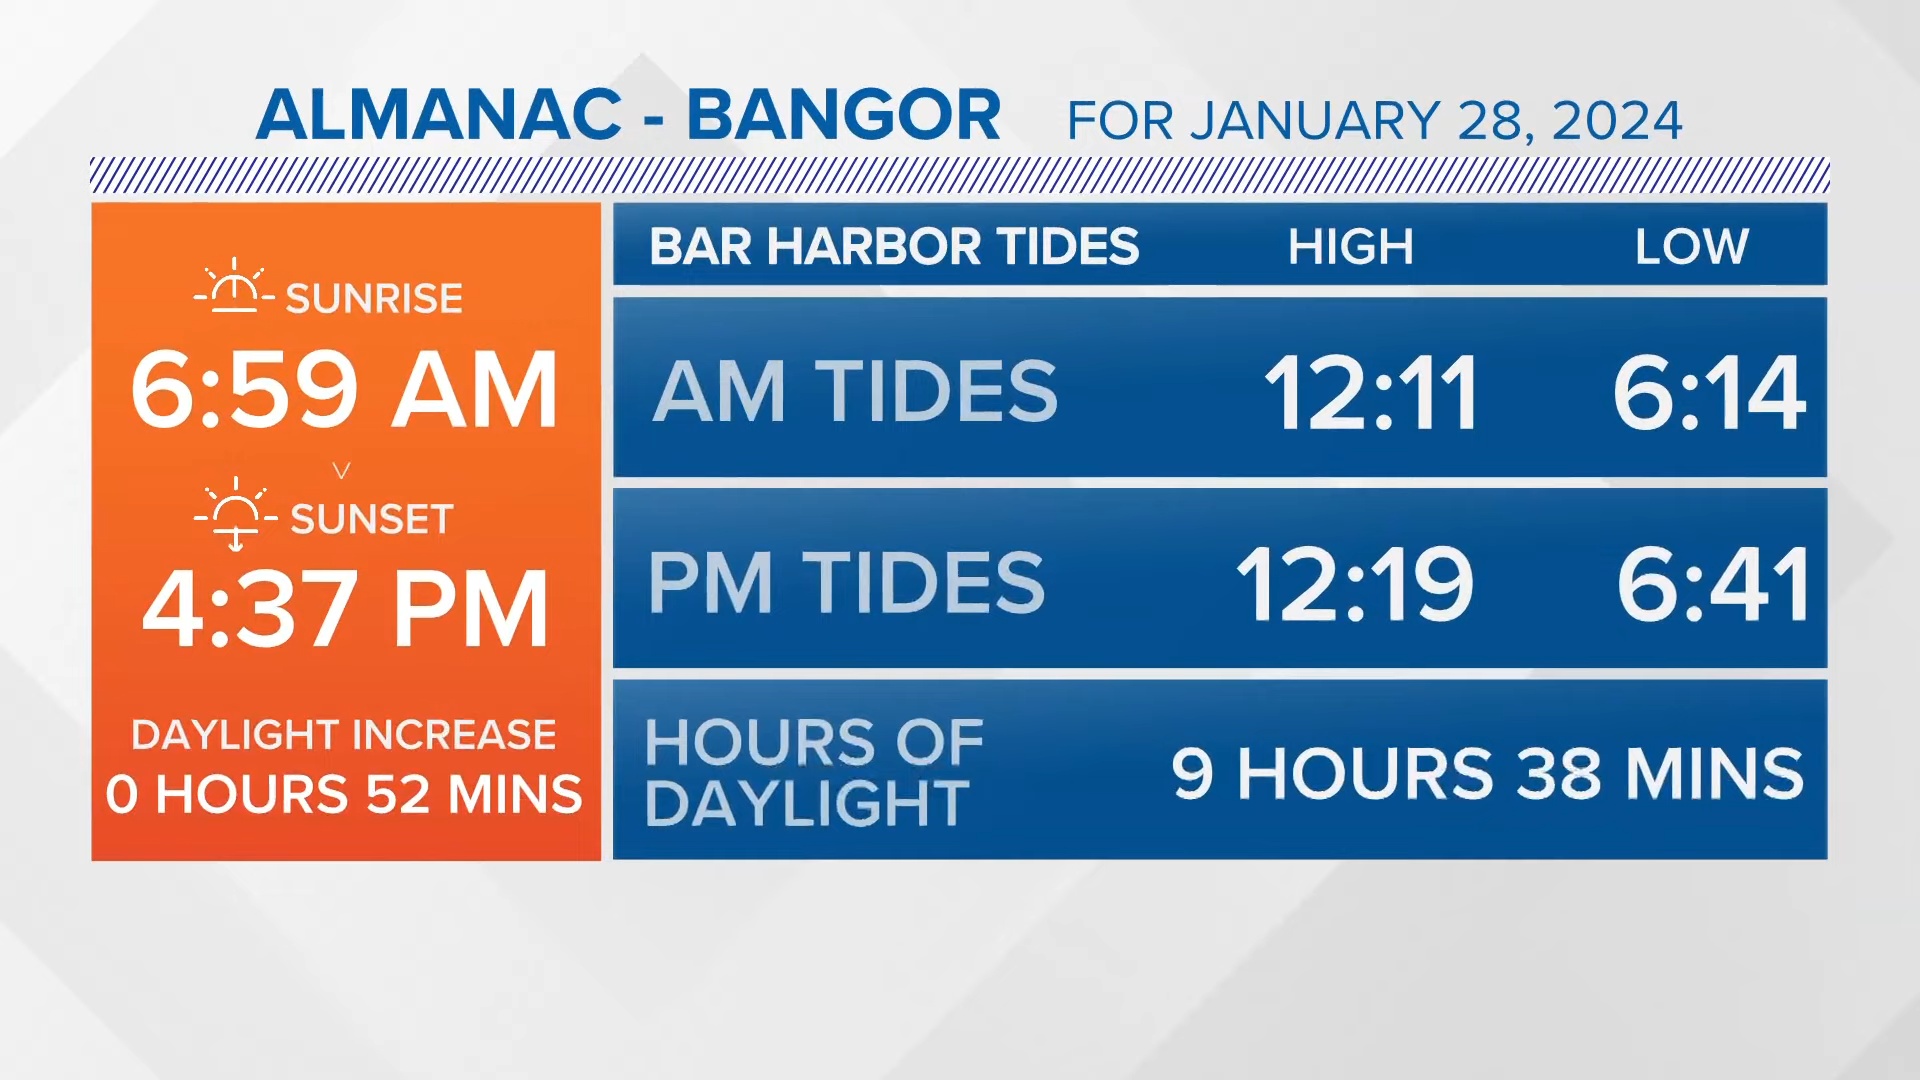 ALMANAC - BANGOR FOR JANUARY 28, 2024
SUNRISE
6:59 AM
SUNSET
4:37 PM
DAYLIGHT INCREASE
0 HOURS 52 MINS
BAR HARBOR TIDES HIGH LOW
AM TIDES 12:11 6:14
PM TIDES 12:19 6:41
HOURS OF
DAYLIGHT
9 HOURS 38 MINS